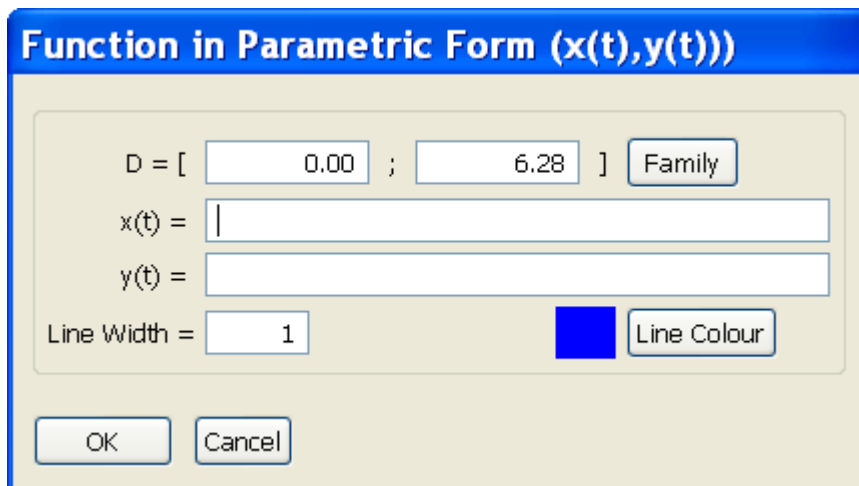 Function in Parametric Form (x(t),y(t)))
D = [ 0.00 ; 6.28 ] Family
x(t) =
y(t) =
Line Width = 1 Line Colour
OK Cancel